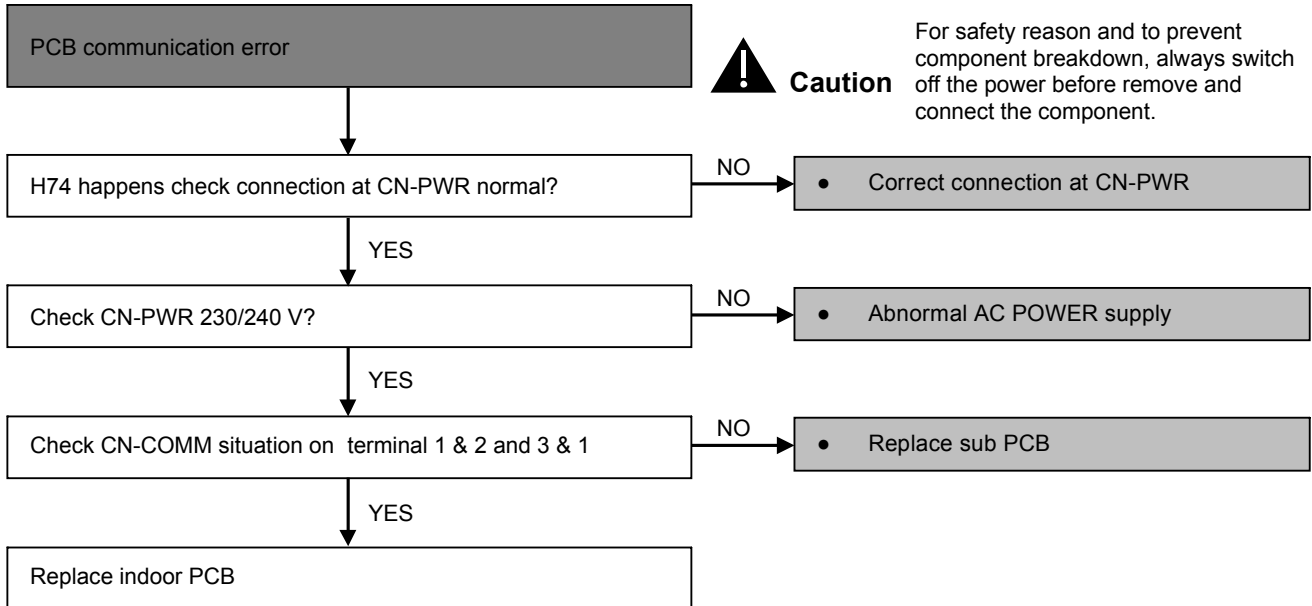 PCB communication error
Caution
For safety reason and to prevent
component breakdown, always switch
off the power before remove and
connect the component.
H74 happens check connection at CN-PWR normal?
NO
● Correct connection at CN-PWR
YES
Check CN-PWR 230/240 V?
NO
● Abnormal AC POWER supply
YES
Check CN-COMM situation on terminal 1 & 2 and 3 & 1
NO
● Replace sub PCB
YES
Replace indoor PCB